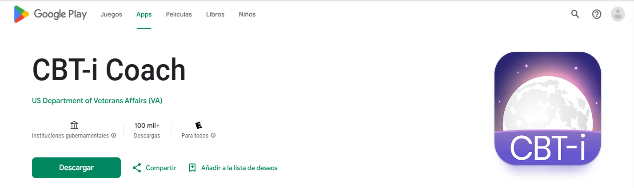 Google Play Juegos Apps Películas Libros Niños
CBT-i Coach
US Department of Veterans Affairs (VA)
100 mil+ E
Instituciones gubernamentales Descargas Para todos
Descargar Compartir Añadir a la lista de deseos
CBT-i